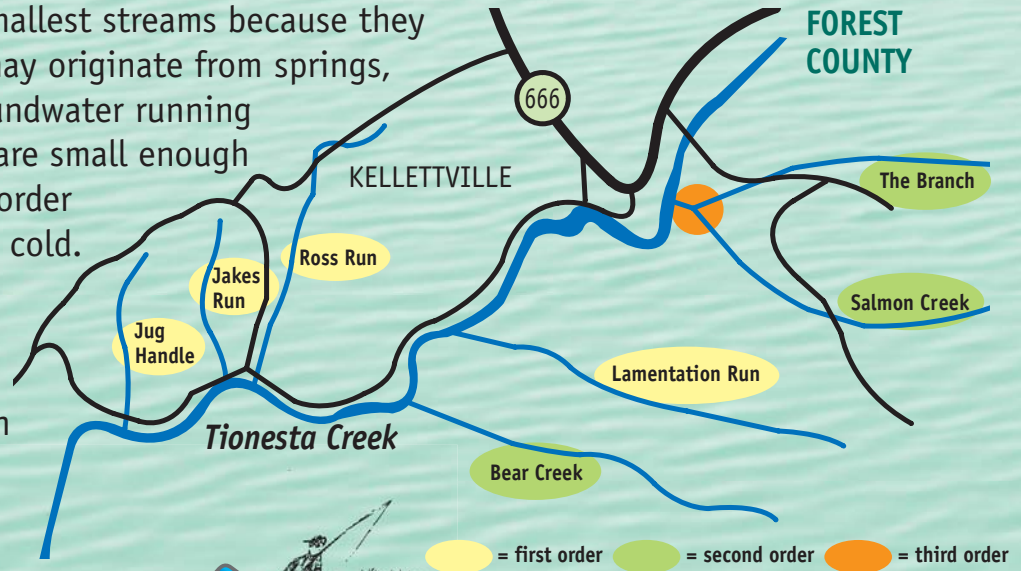 mallest streams because they
may originate from springs,
undwater running
are small enough
order
cold.
n
FOREST
COUNTY
666
KELLETTVILLE
The Branch
Ross Run
Jakes
Run
Salmon Creek
Jug
Handle
Lamentation Run
Tionesta Creek
Bear Creek
= first order
= second order
= third order